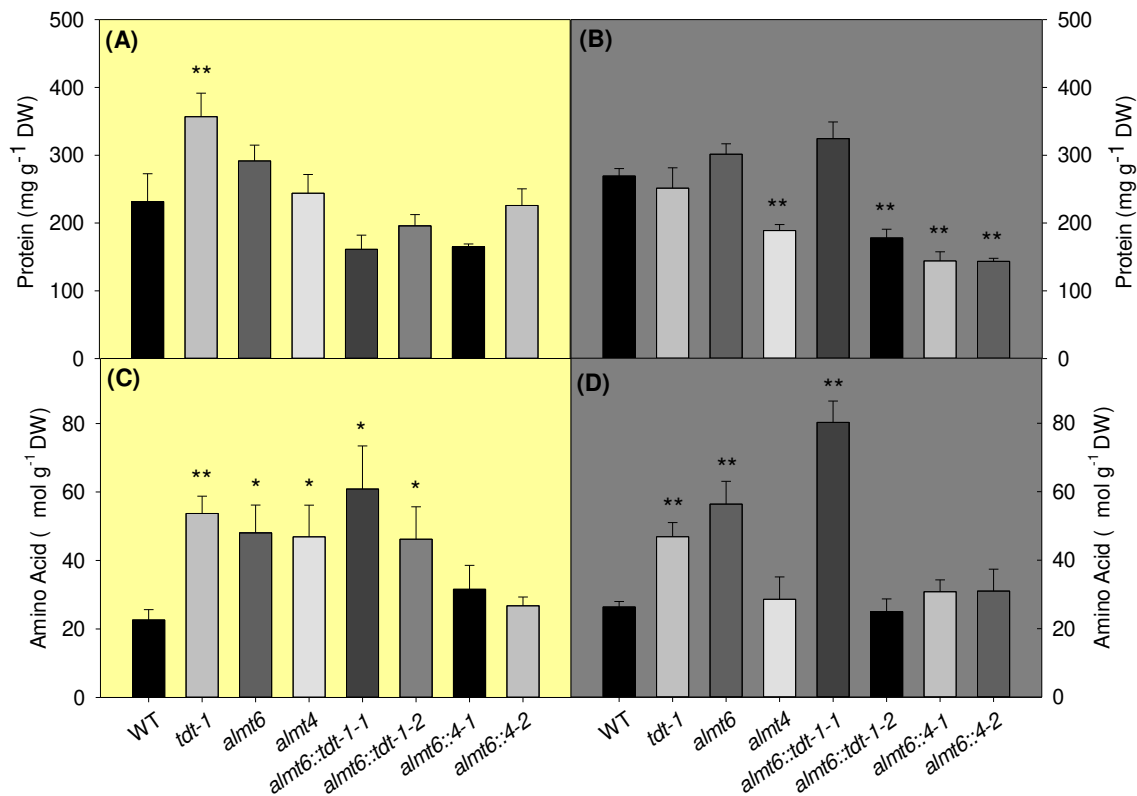 500 (A) (B) 500
** 
400 400
300 300
** ** ** **
200 200
100 100
0 0
Protein (mg g-1 DW)
Protein (mg g-1 DW)
(C) (D)
80 ** 80
* 
** * * * ** **
60 60
40 40
20 20
0 0
Amino Acid ( mol g-1 DW)
Amino Acid ( mol g-1 DW)
WT tdt-1 almt6 almt4 almt6::tdt-1-1 almt6::tdt-1-2 almt6::4-1 almt6::4-2
WT tdt-1 almt6 almt4 almt6::tdt-1-1 almt6::tdt-1-2 almt6::4-1 almt6::4-2